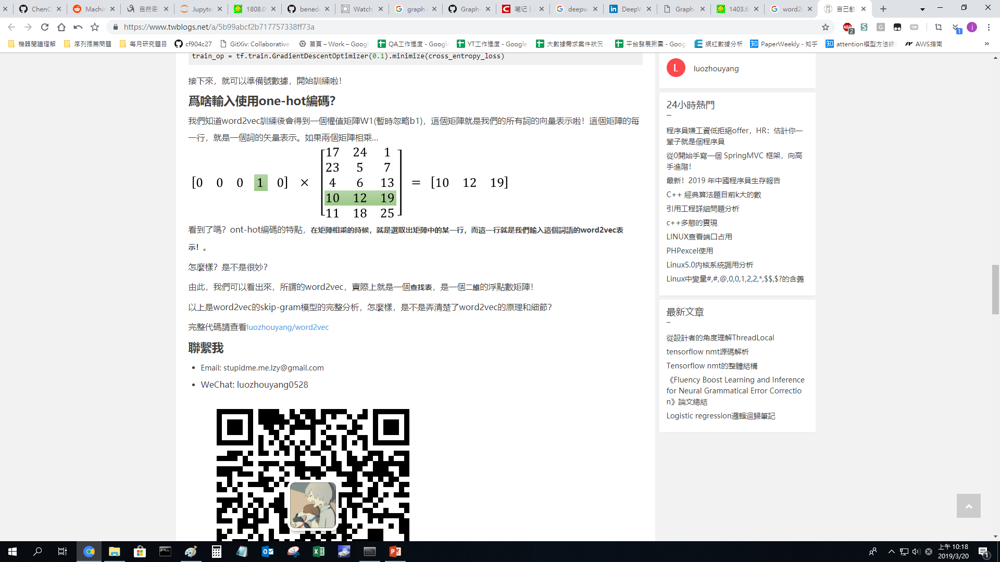 ChenC
Machin
自然语
Jupyte
1808.0
bened
Watch
graph
Graph-
笔记 |
deepw
DeepW
Graph
1403.6
word2
自己動
https://www.twblogs.net/a/5b99abcf2b717757338ff73a
ABP
2
S
G
1
j
機器閱讀理解
序列推薦問題
每月研究題目
cf904c27
GitXiv: Collaborative
首頁 – Work – Googl
QA工作進度 - Google
YT工作進度 - Google
大數據需求案件狀況 -
平台發展揪團 - Goog
網紅數據分析
PaperWeekly - 知乎
attention模型方法綜
AWS指南
»
train_op = tf.train.GradientDescentOptimizer(0.1).minimize(cross_entropy_loss)
接下來，就可以準備號數據，開始訓練啦！
爲啥輸入使用one-hot編碼？
我們知道word2vec訓練後會得到一個權值矩陣W1(暫時忽略b1)，這個矩陣就是我們的所有詞的向量表示啦！這個矩陣的每
一行，就是一個詞的矢量表示。如果兩個矩陣相乘…
17 24 1
23 5 7
[0 0 0 1 0] × 4 6 13 = [10 12 19]
10 12 19
11 18 25
看到了嗎？ont-hot編碼的特點，在矩陣相乘的時候，就是選取出矩陣中的某一行，而這一行就是我們輸入這個詞語的word2vec表
示！。
怎麼樣？是不是很妙？
由此，我們可以看出來，所謂的word2vec，實際上就是一個查找表，是一個二維的浮點數矩陣！
以上是word2vec的skip-gram模型的完整分析，怎麼樣，是不是弄清楚了word2vec的原理和細節？
完整代碼請查看luozhouyang/word2vec
聯繫我
• Email: stupidme.me.lzy@gmail.com
• WeChat: luozhouyang0528
L
luozhouyang
24小時熱門
程序員嫌工資低拒絕offer，HR：估計你一
輩子就是個程序員
從0開始手寫一個 SpringMVC 框架，向高
手進階！
最新！2019 年中國程序員生存報告
C++ 經典算法題目前k大的數
引用工程詳細問題分析
c++多態的實現
LINUX查看端口占用
PHPexcel使用
Linux5.0內核系統調用分析
Linux中變量#,#,@,0,0,1,2,2,*,$$,$?的含義
最新文章
從設計者的角度理解ThreadLocal
tensorflow nmt源碼解析
Tensorflow nmt的整體結構
《Fluency Boost Learning and Inference
for Neural Grammatical Error Correctio
n》論文總結
Logistic regression邏輯迴歸筆記
上午 10:18
2019/3/20
1